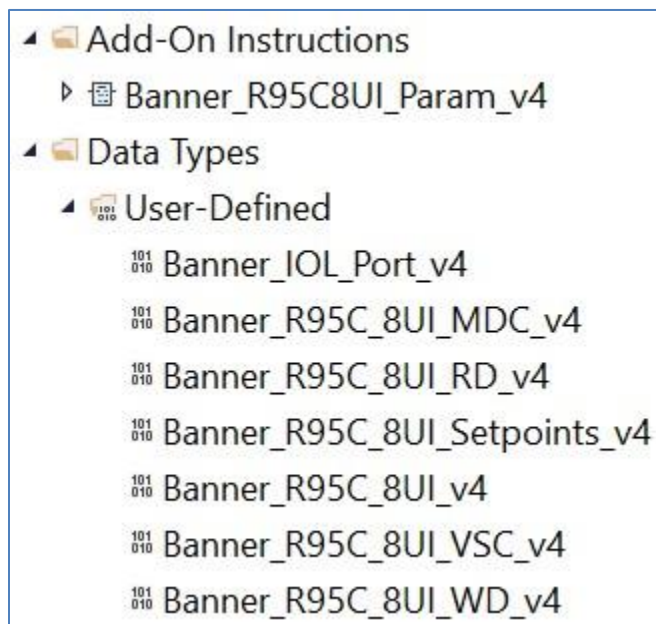 Add-On Instructions
Banner_R95C8UI_Param_v4
Data Types
User-Defined
Banner_IOL_Port_v4
Banner_R95C_8UI_MDC_v4
Banner_R95C_8UI_RD_v4
Banner_R95C_8UI_Setpoints_v4
Banner_R95C_8UI_v4
Banner_R95C_8UI_VSC_v4
Banner_R95C_8UI_WD_v4